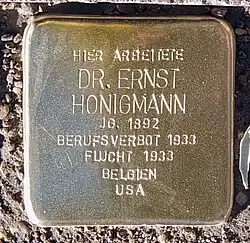 HIER ARBEITETE
DR. ERNST
HONIGMANN
JG. 1892
BERUFSVERBOT 1933
FLUCHT 1933
BELGIEN
USA